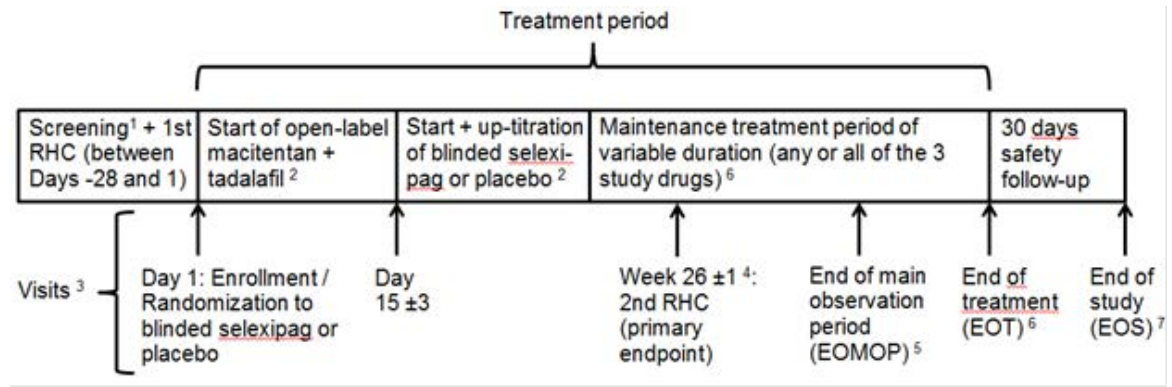 Treatment period
Screening¹ + 1st
RHC (between
Days -28 and 1)
Start of open-label
macitentan +
tadalafil ²
Start + up-titration
of blinded selexi-
pag or placebo ²
Maintenance treatment period of
variable duration (any or all of the 3
study drugs) ⁶
30 days
safety
follow-up
Visits ³
Day 1: Enrollment /
Randomization to
blinded selexipag or
placebo
Day
15 ±3
Week 26 ±1 ⁴:
2nd RHC
(primary
endpoint)
End of main
observation
period
(EOMOP) ⁵
End of
treatment
(EOT) ⁶
End of
study
(EOS) ⁷